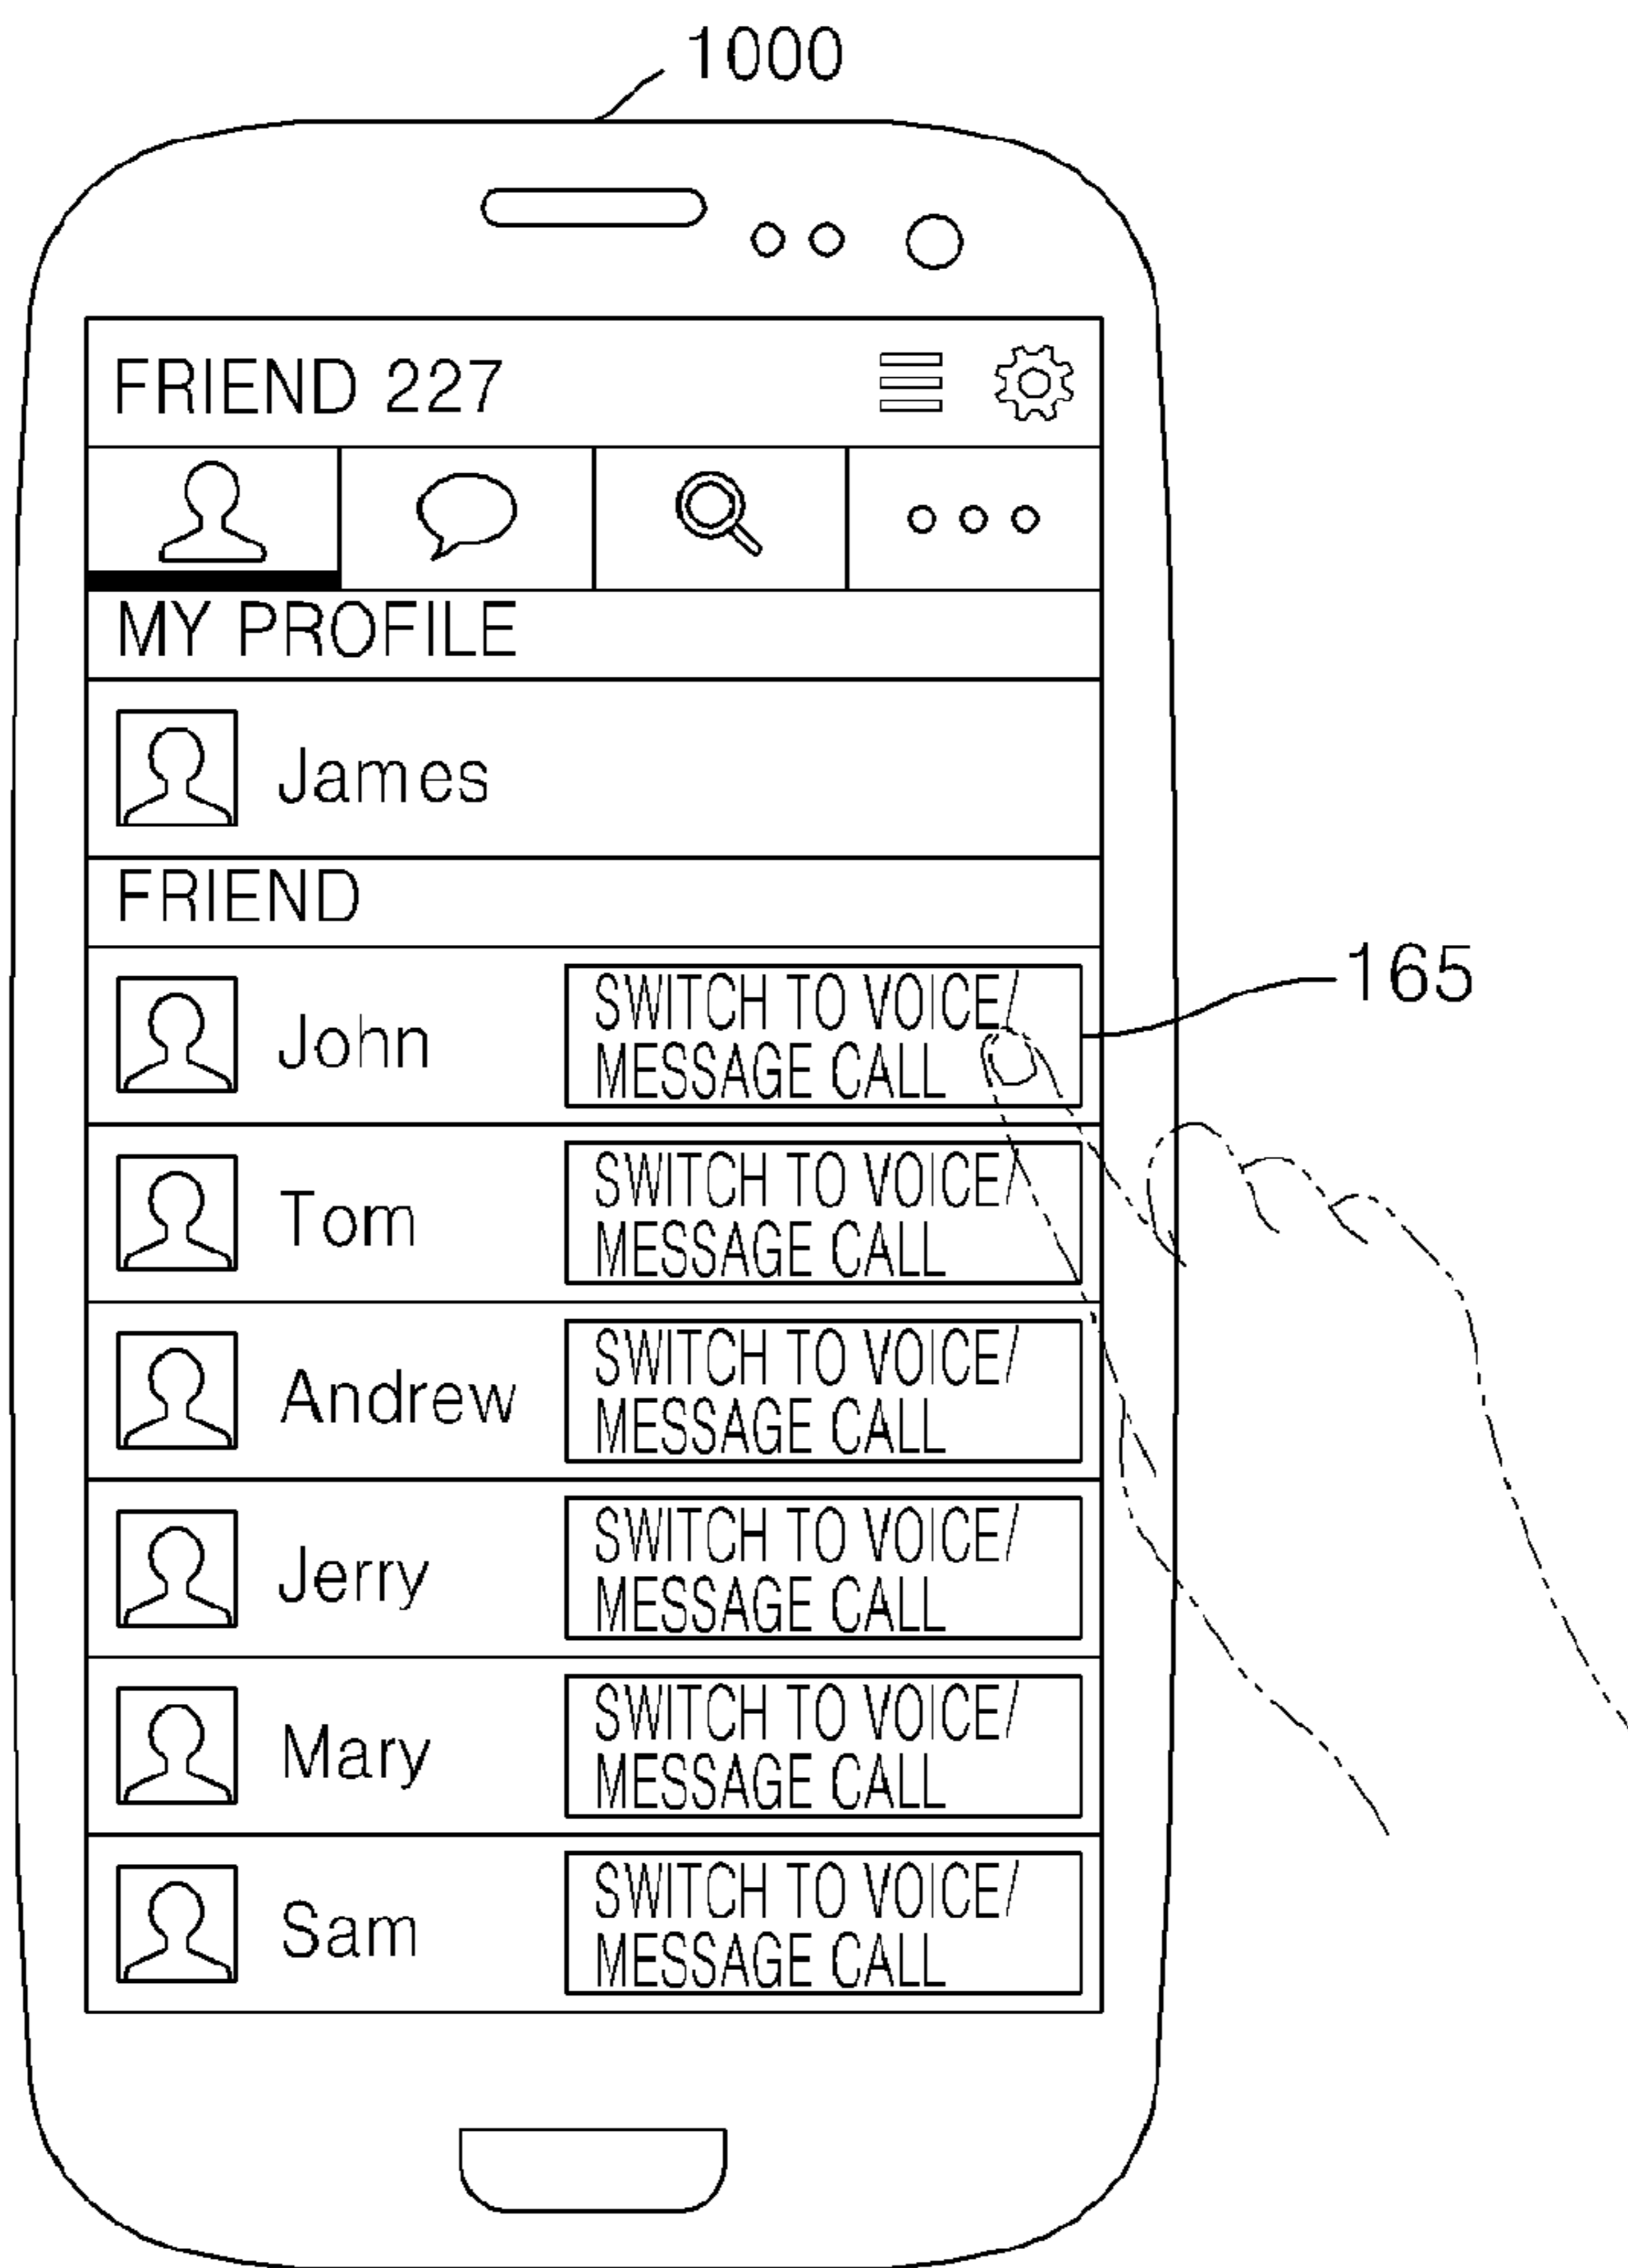 1000
FRIEND 227
MY PROFILE
James
FRIEND
John
SWITCH TO VOICE/
MESSAGE CALL
165
Tom
SWITCH TO VOICE/
MESSAGE CALL
Andrew
SWITCH TO VOICE/
MESSAGE CALL
Jerry
SWITCH TO VOICE/
MESSAGE CALL
Mary
SWITCH TO VOICE/
MESSAGE CALL
Sam
SWITCH TO VOICE/
MESSAGE CALL